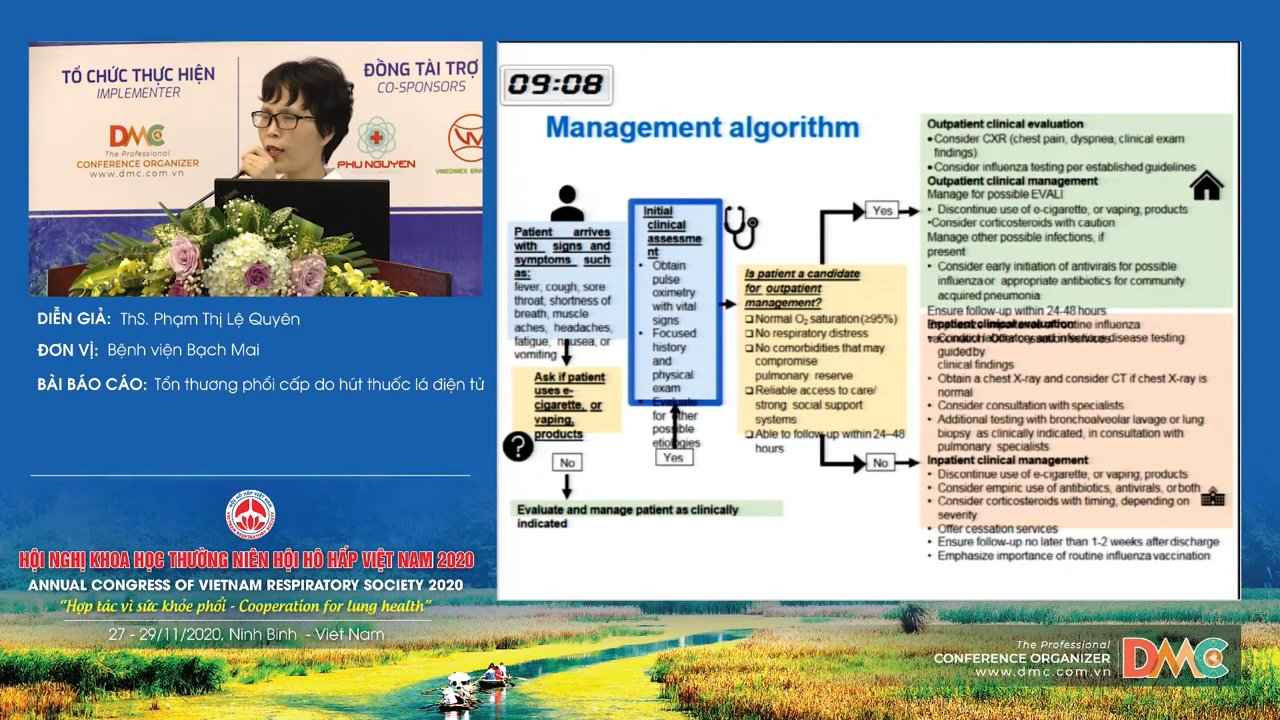 TỔ CHỨC THỰC HIỆN
IMPLEMENTER
DMC
The Professional
CONFERENCE ORGANIZER
www.dmc.com.vn
ĐỒNG TÀI TRỢ
CO-SPONSORS
PHU NGUYEN
VIMEDIMEX BÌN
DIỄN GIẢ: ThS. Phạm Thị Lệ Quyên
ĐƠN VỊ: Bệnh viện Bạch Mai
BÀI BÁO CÁO: Tổn thương phổi cấp do hút thuốc lá điện tử
HỘI NGHỊ KHOA HỌC THƯỜNG NIÊN HỘI HÔ HẤP VIỆT NAM 2020
ANNUAL CONGRESS OF VIETNAM RESPIRATORY SOCIETY 2020
“Hợp tác vì sức khỏe phổi - Cooperation for lung health”
27 - 29/11/2020, Ninh Bình - Việt Nam
09:08
Management algorithm
Patient arrives
with signs and
symptoms such
as:
fever, cough, sore
throat, shortness of
breath, muscle
aches, headaches,
fatigue, nausea, or
vomiting
Ask if patient
uses e-
cigarette, or
vaping,
products
?
No
Evaluate and manage patient as clinically
indicated
Initial
clinical
assessme
nt
• Obtain
pulse
oximetry
with vital
signs
• Focused
history
and
physical
exam
• Evaluate
for other
possible
etiologies
Yes
Is patient a candidate
for outpatient
management?
❑ Normal O2 saturation (≥95%)
❑ No respiratory distress
❑ No comorbidities that may
compromise
pulmonary reserve
❑ Reliable access to care/
strong social support
systems
❑ Able to follow-up within 24–48
hours
Yes
No
Outpatient clinical evaluation
• Consider CXR (chest pain, dyspnea, clinical exam
findings)
• Consider influenza testing per established guidelines
Outpatient clinical management
Manage for possible EVALI
• Discontinue use of e-cigarette, or vaping, products
•Consider corticosteroids with caution
Manage other possible infections, if
present
• Consider early initiation of antivirals for possible
influenza or appropriate antibiotics for community
acquired pneumonia
Ensure follow-up within 24-48 hours
Inpatient clinical evaluation
guided by
clinical findings
• Obtain a chest X-ray and consider CT if chest X-ray is
normal
• Consider consultation with specialists
• Additional testing with bronchoalveolar lavage or lung
biopsy as clinically indicated, in consultation with
pulmonary specialists
Inpatient clinical management
• Discontinue use of e-cigarette, or vaping, products
• Consider empiric use of antibiotics, antivirals, or both
• Consider corticosteroids with timing, depending on
severity
• Offer cessation services
• Ensure follow-up no later than 1-2 weeks after discharge
• Emphasize importance of routine influenza vaccination
The Professional
CONFERENCE ORGANIZER
www.dmc.com.vn
DMC